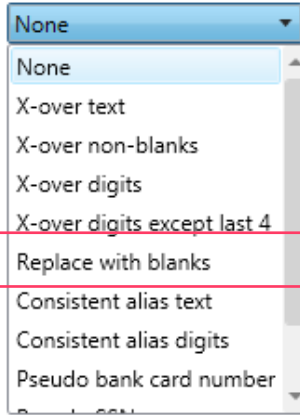 None
None
X-over text
X-over non-blanks
X-over digits
X-over digits except last 4
Replace with blanks
Consistent alias text
Consistent alias digits
Pseudo bank card number